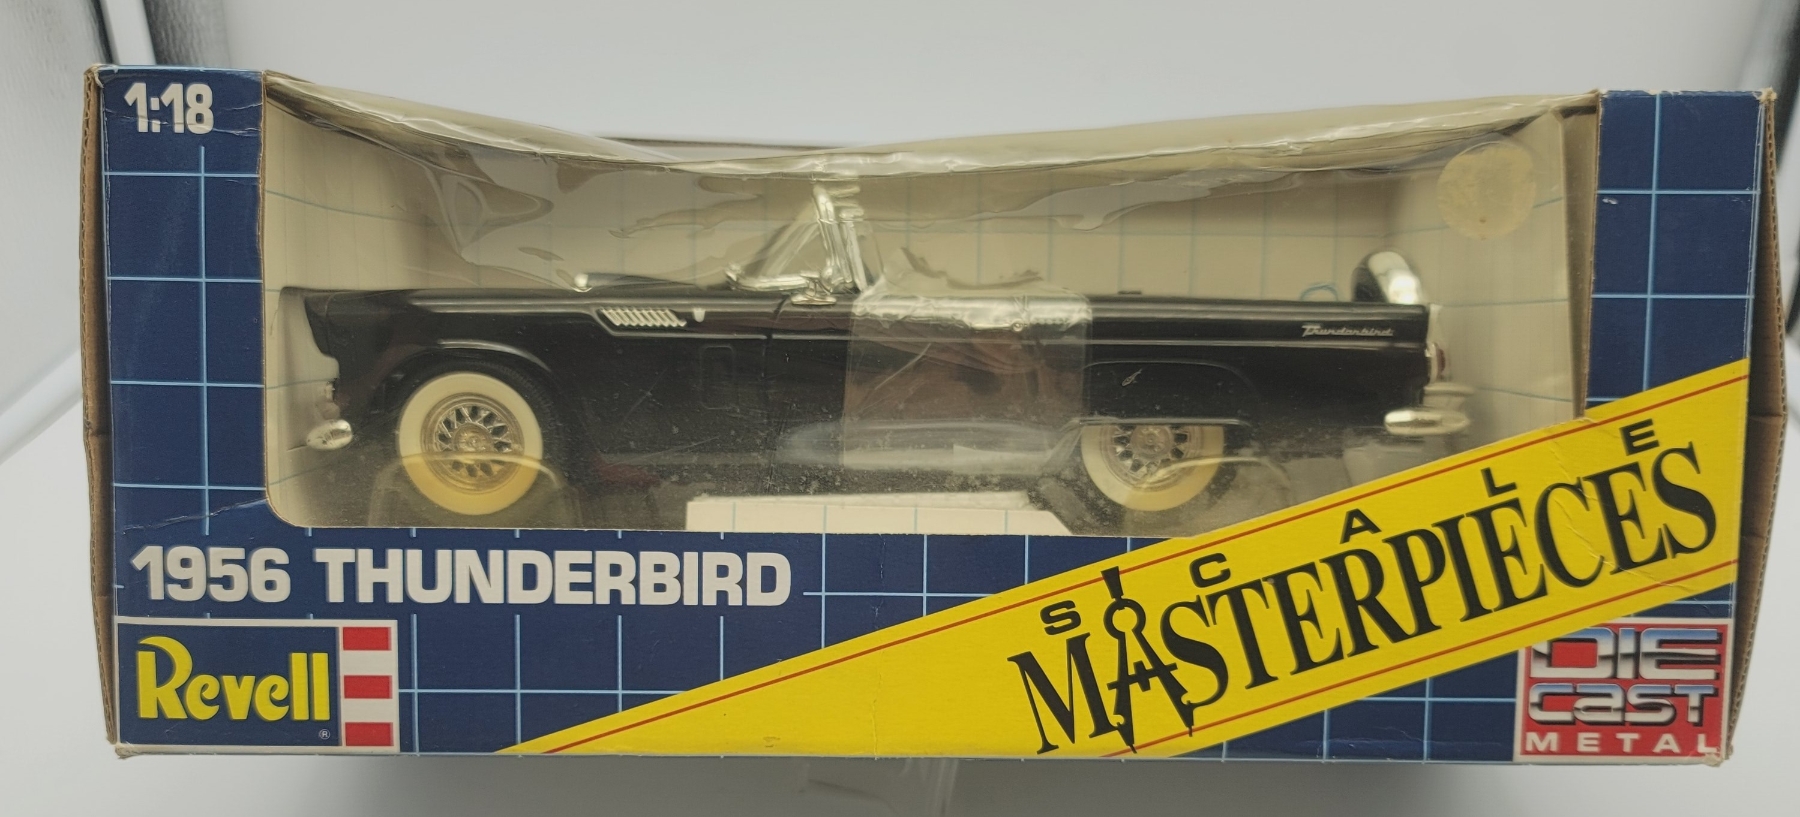 1:18
Thunderbird
1956 THUNDERBIRD
Revell
®
SCALE
MASTERPIECES
DIE
CAST
METAL